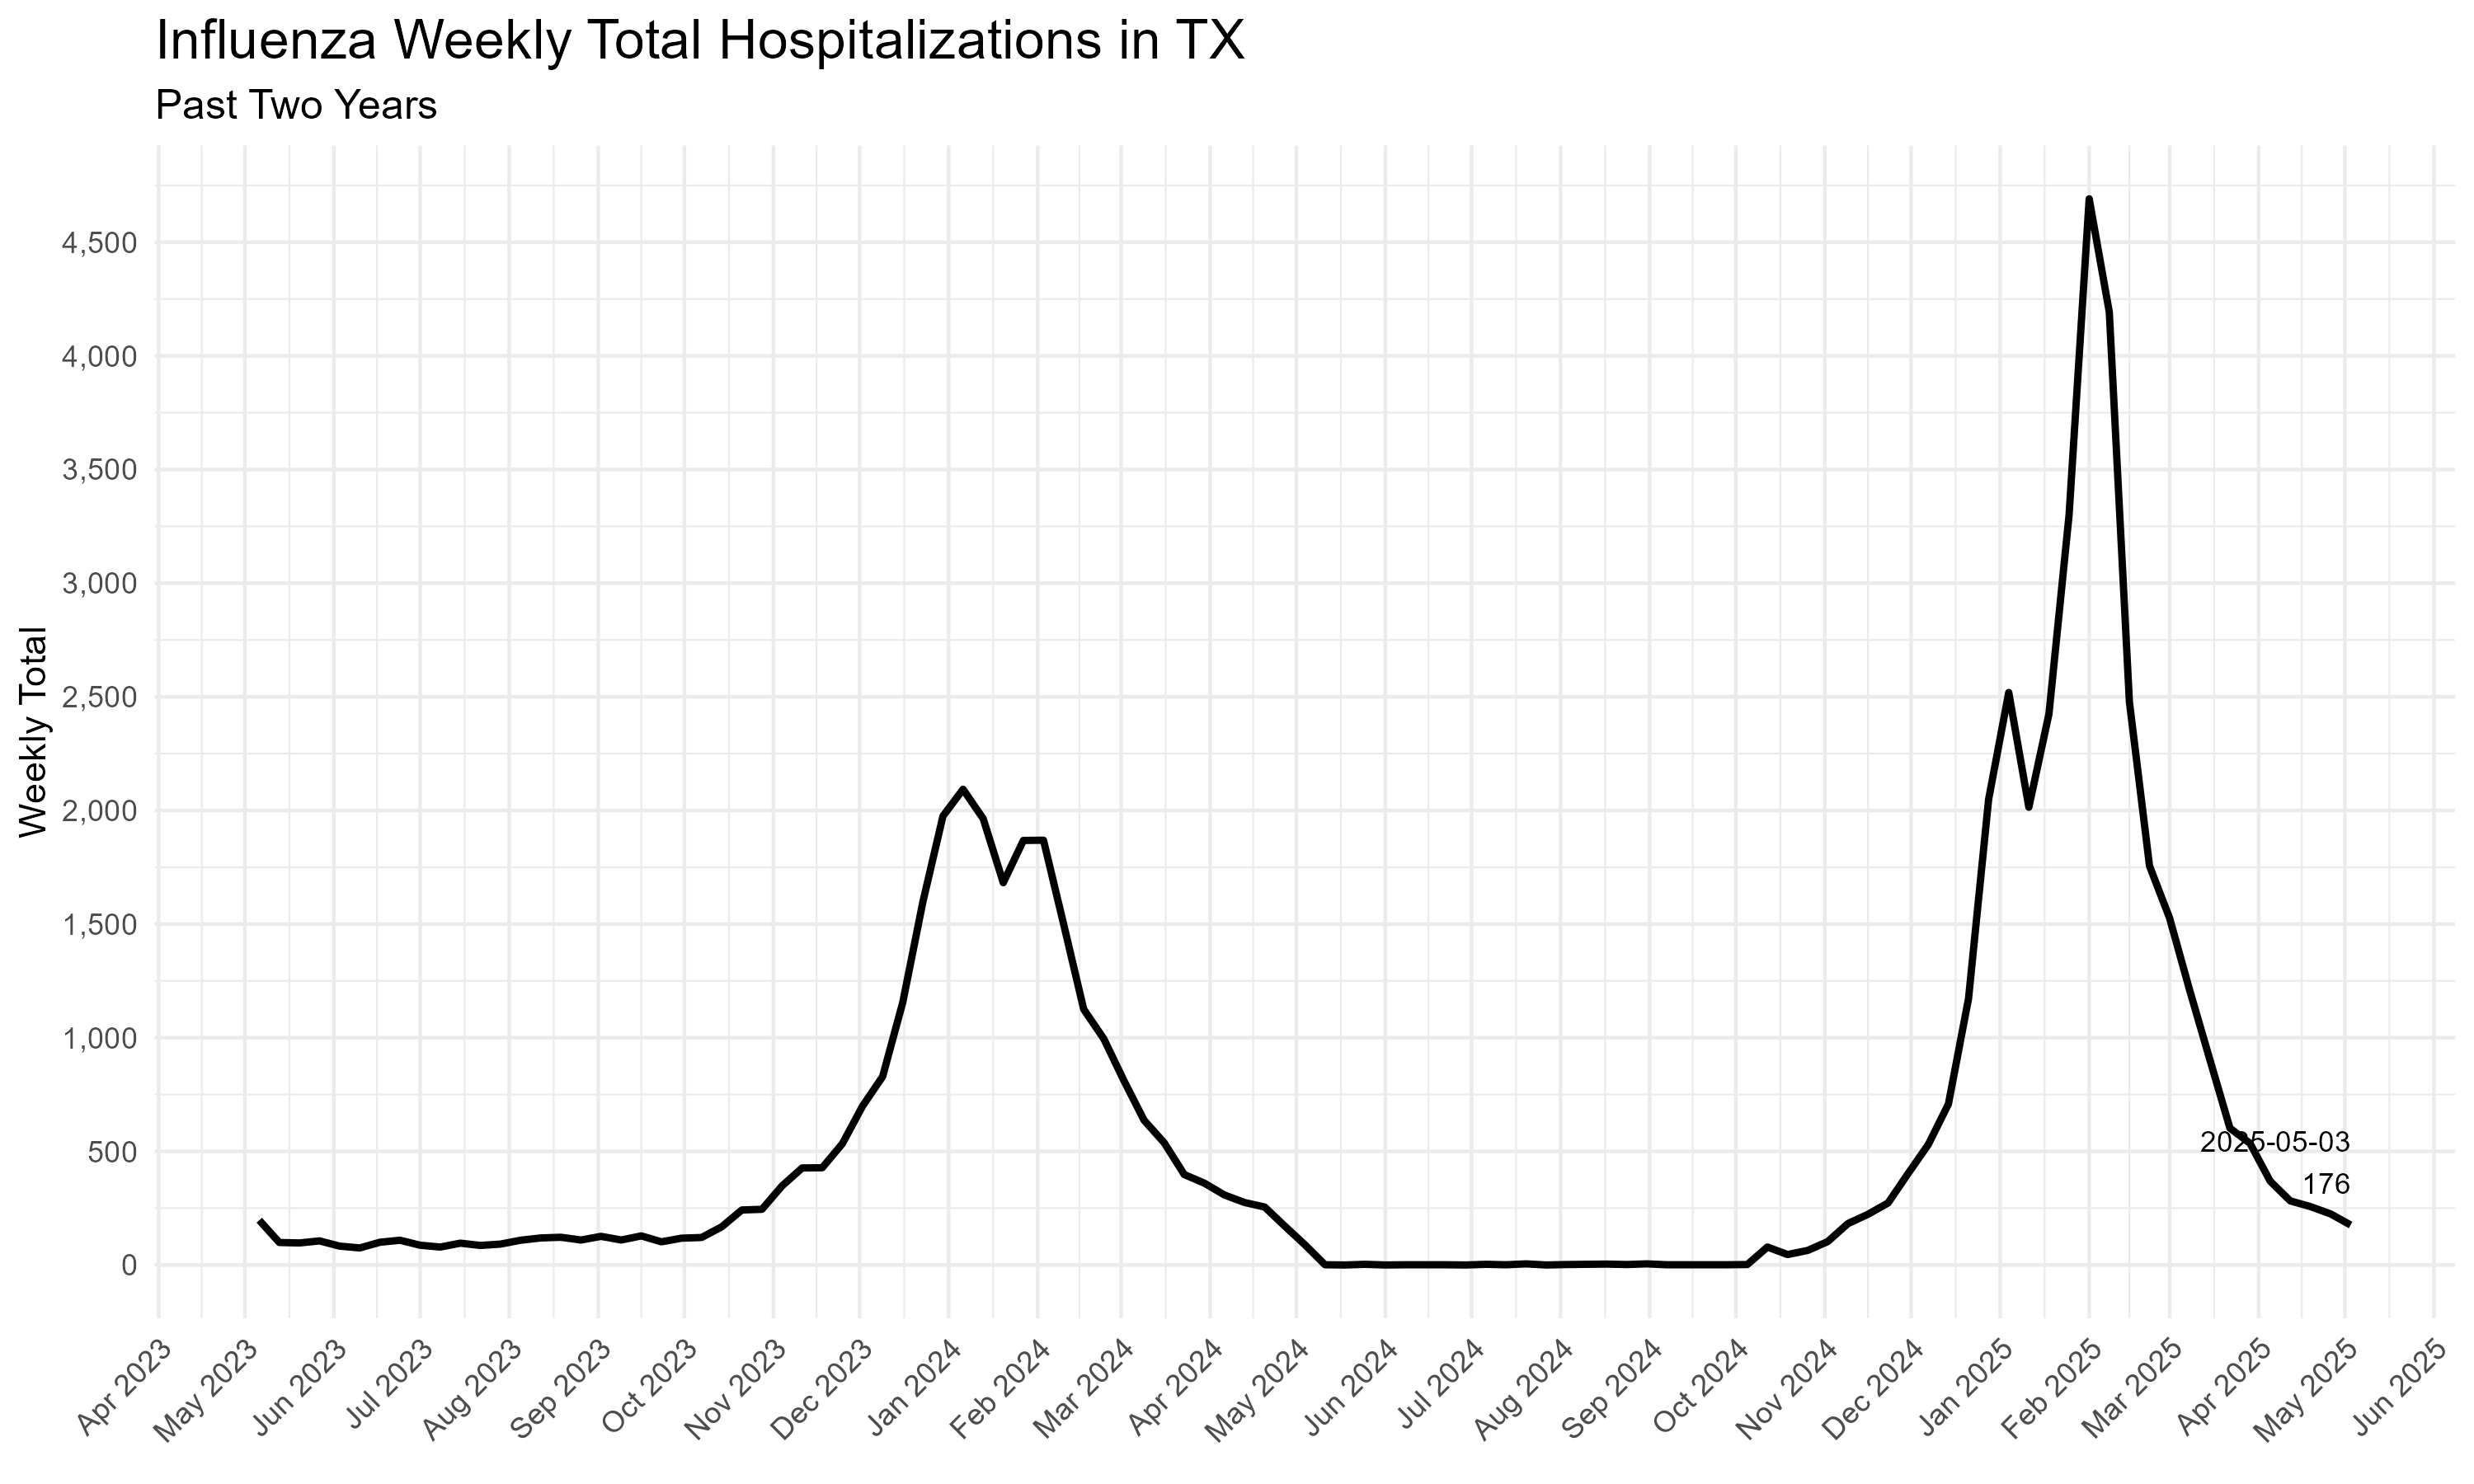 Influenza Weekly Total Hospitalizations in TX
Past Two Years
Weekly Total
4,500
4,000
3,500
3,000
2,500
2,000
1,500
1,000
500
0
2025-05-03
176
Apr 2023
May 2023
Jun 2023
Jul 2023
Aug 2023
Sep 2023
Oct 2023
Nov 2023
Dec 2023
Jan 2024
Feb 2024
Mar 2024
Apr 2024
May 2024
Jun 2024
Jul 2024
Aug 2024
Sep 2024
Oct 2024
Nov 2024
Dec 2024
Jan 2025
Feb 2025
Mar 2025
Apr 2025
May 2025
Jun 2025